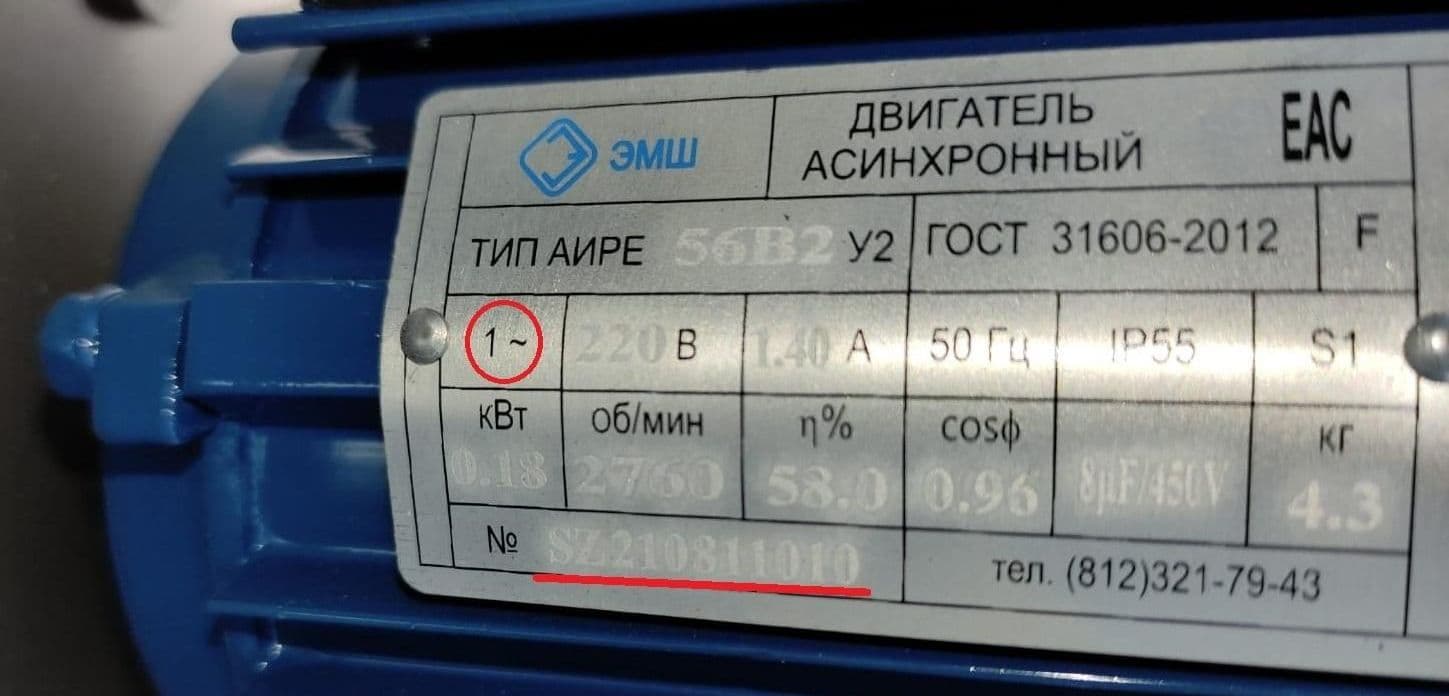 ЭМШ
ДВИГАТЕЛЬ
АСИНХРОННЫЙ
EAC
ТИП АИРЕ 56B2 У2
ГОСТ 31606-2012
F
1~
220 В
1.40 А
50 Гц
IP55
S1
кВт
об/мин
η%
cosφ
кг
0.18
2760
58.0
0.96
8μF/450V
4.3
№ SZ210811010
тел. (812)321-79-43